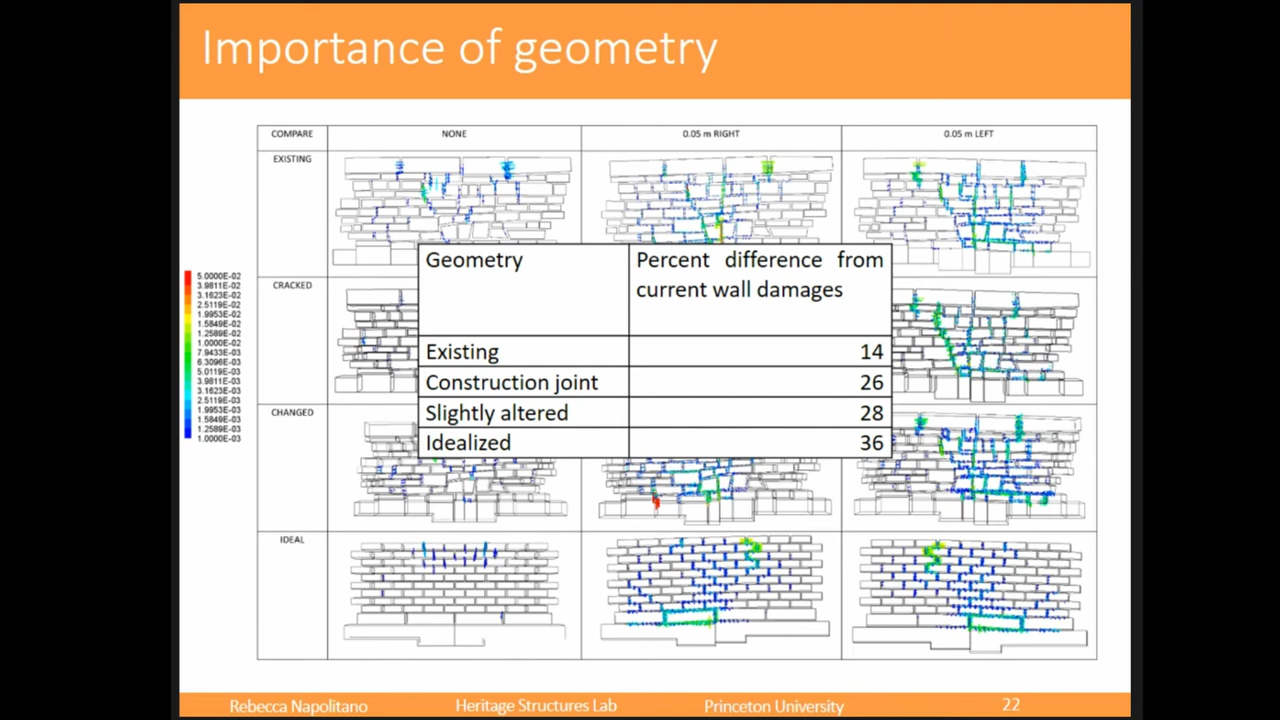 Importance of geometry
COMPARE NONE 0.05 m RIGHT 0.05 m LEFT
EXISTING
CRACKED
CHANGED
IDEAL
5.0000E-02
3.9811E-02
3.1623E-02
2.5119E-02
1.9953E-02
1.5849E-02
1.2589E-02
1.0000E-02
7.9433E-03
6.3096E-03
5.0119E-03
3.9811E-03
3.1623E-03
2.5119E-03
1.9953E-03
1.5849E-03
1.2589E-03
1.0000E-03
Geometry Percent difference from
current wall damages
Existing 14
Construction joint 26
Slightly altered 28
Idealized 36
Rebecca Napolitano Heritage Structures Lab Princeton University 22